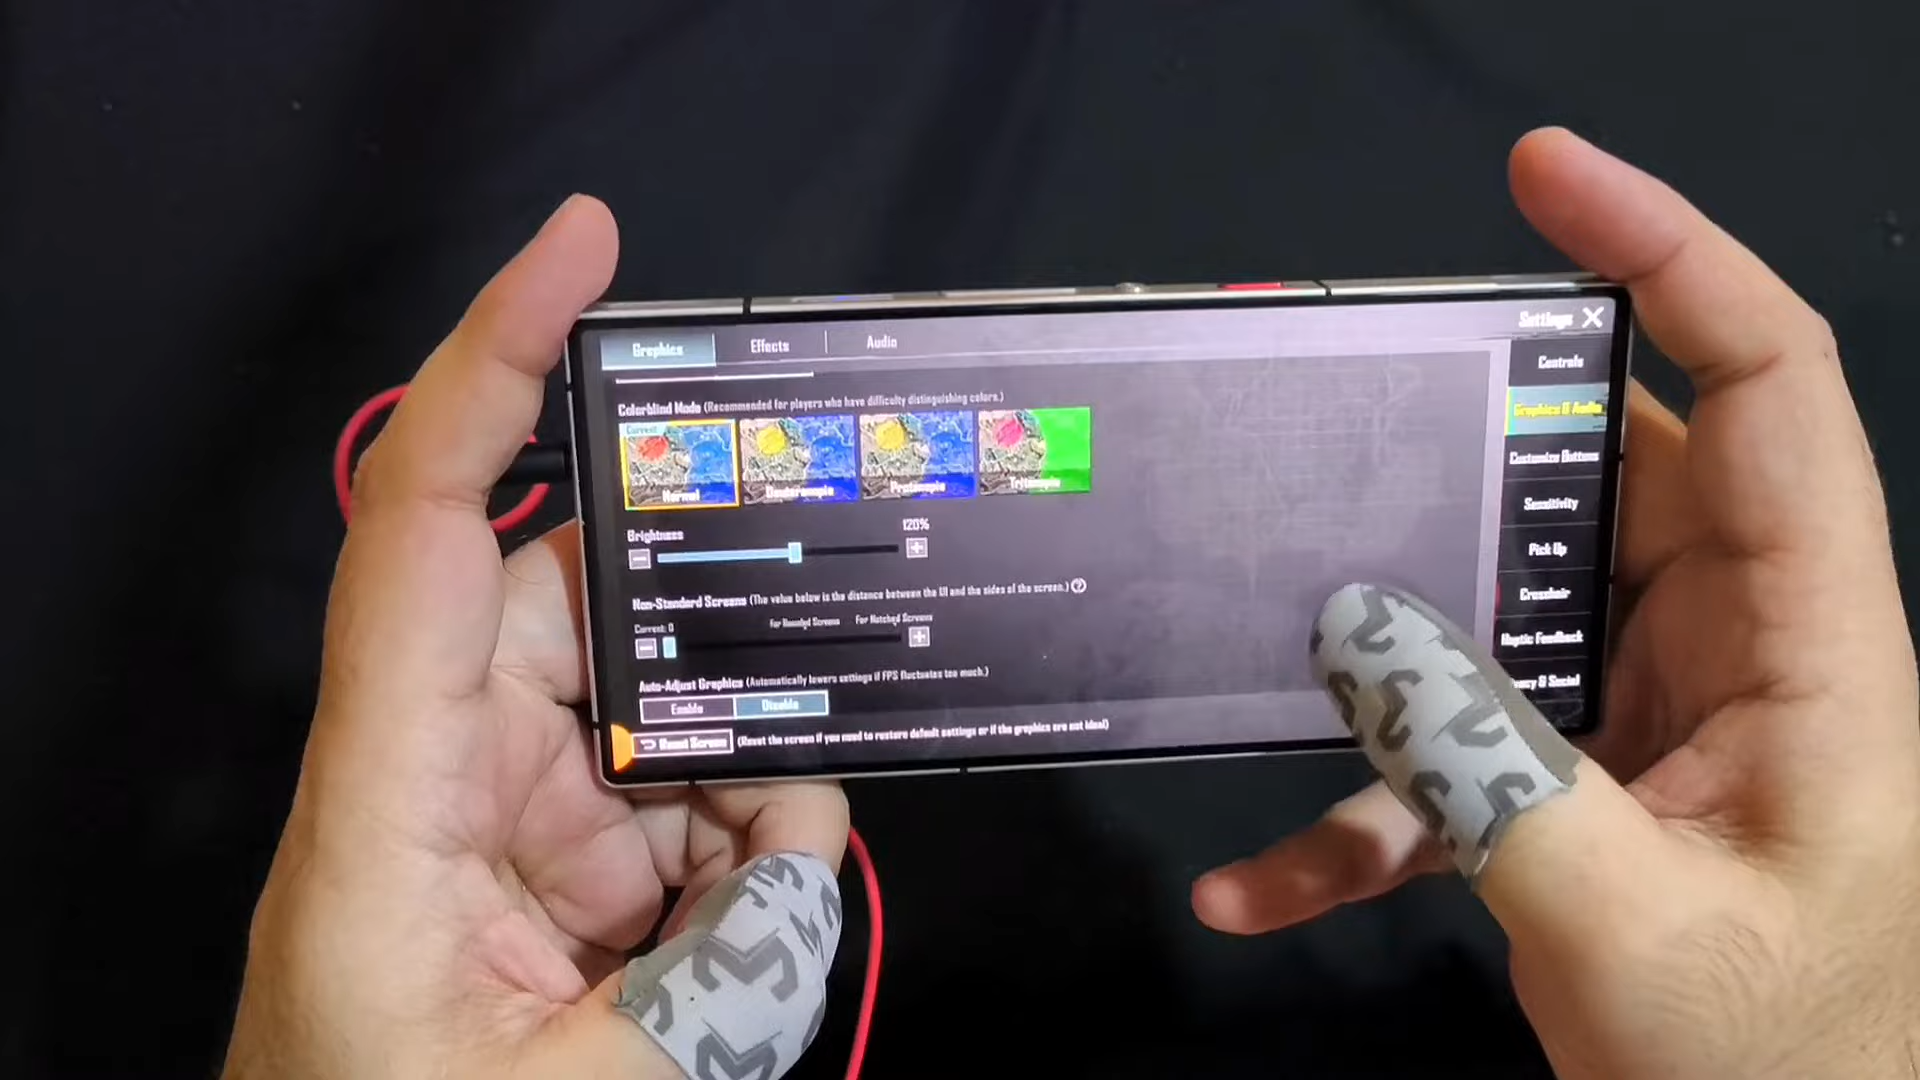 Settings
Graphics
Effects
Audio
Controls
Graphics & Audio
Customize Buttons
Sensitivity
Pick Up
Crosshair
Haptic Feedback
& Social
Colorblind Mode (Recommended for players who have difficulty distinguishing colors.)
Current
Normal
Deuteranopia
Protanopia
Tritanopia
Brightness
120%
Non-Standard Screens (The value below is the distance between the UI and the sides of the screen.)
Current: 0
For Rounded Screens
For Notched Screens
Auto-Adjust Graphics (Automatically lowers settings if FPS fluctuates too much.)
Enable
Disable
Reset Screen
(Reset the screen if you need to restore default settings or if the graphics are not ideal)